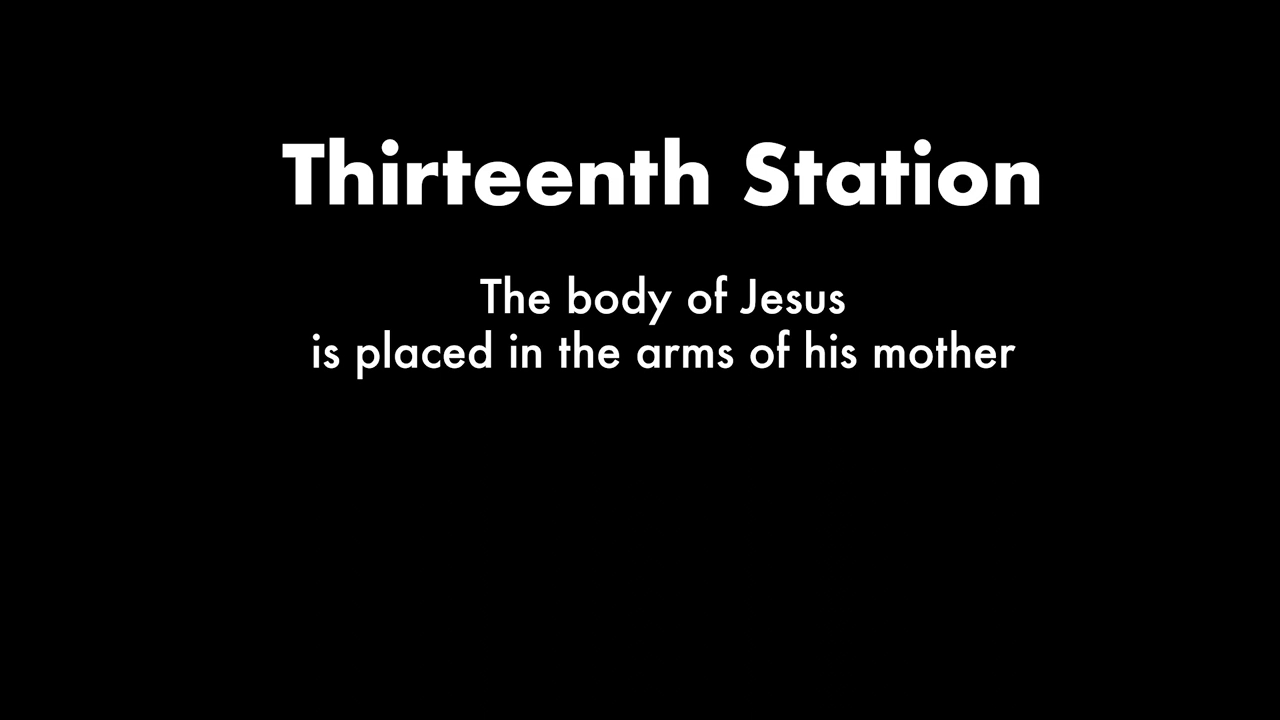 Thirteenth Station
The body of Jesus
is placed in the arms of his mother